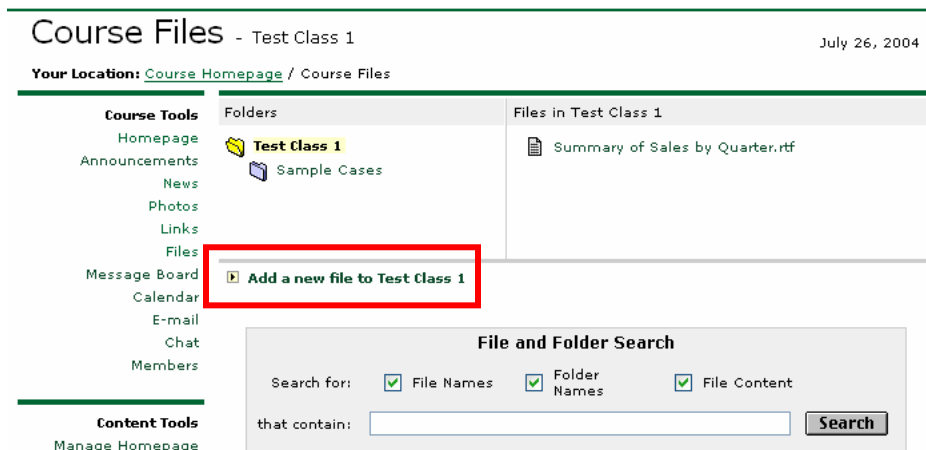 Course Files - Test Class 1
July 26, 2004
Your Location: Course Homepage / Course Files
Course Tools
Homepage
Announcements
News
Photos
Links
Files
Message Board
Calendar
E-mail
Chat
Members
Content Tools
Manage Homepage
Folders
Test Class 1
Sample Cases
Files in Test Class 1
Summary of Sales by Quarter.rtf
Add a new file to Test Class 1
File and Folder Search
Search for: File Names Folder Names File Content
that contain: Search